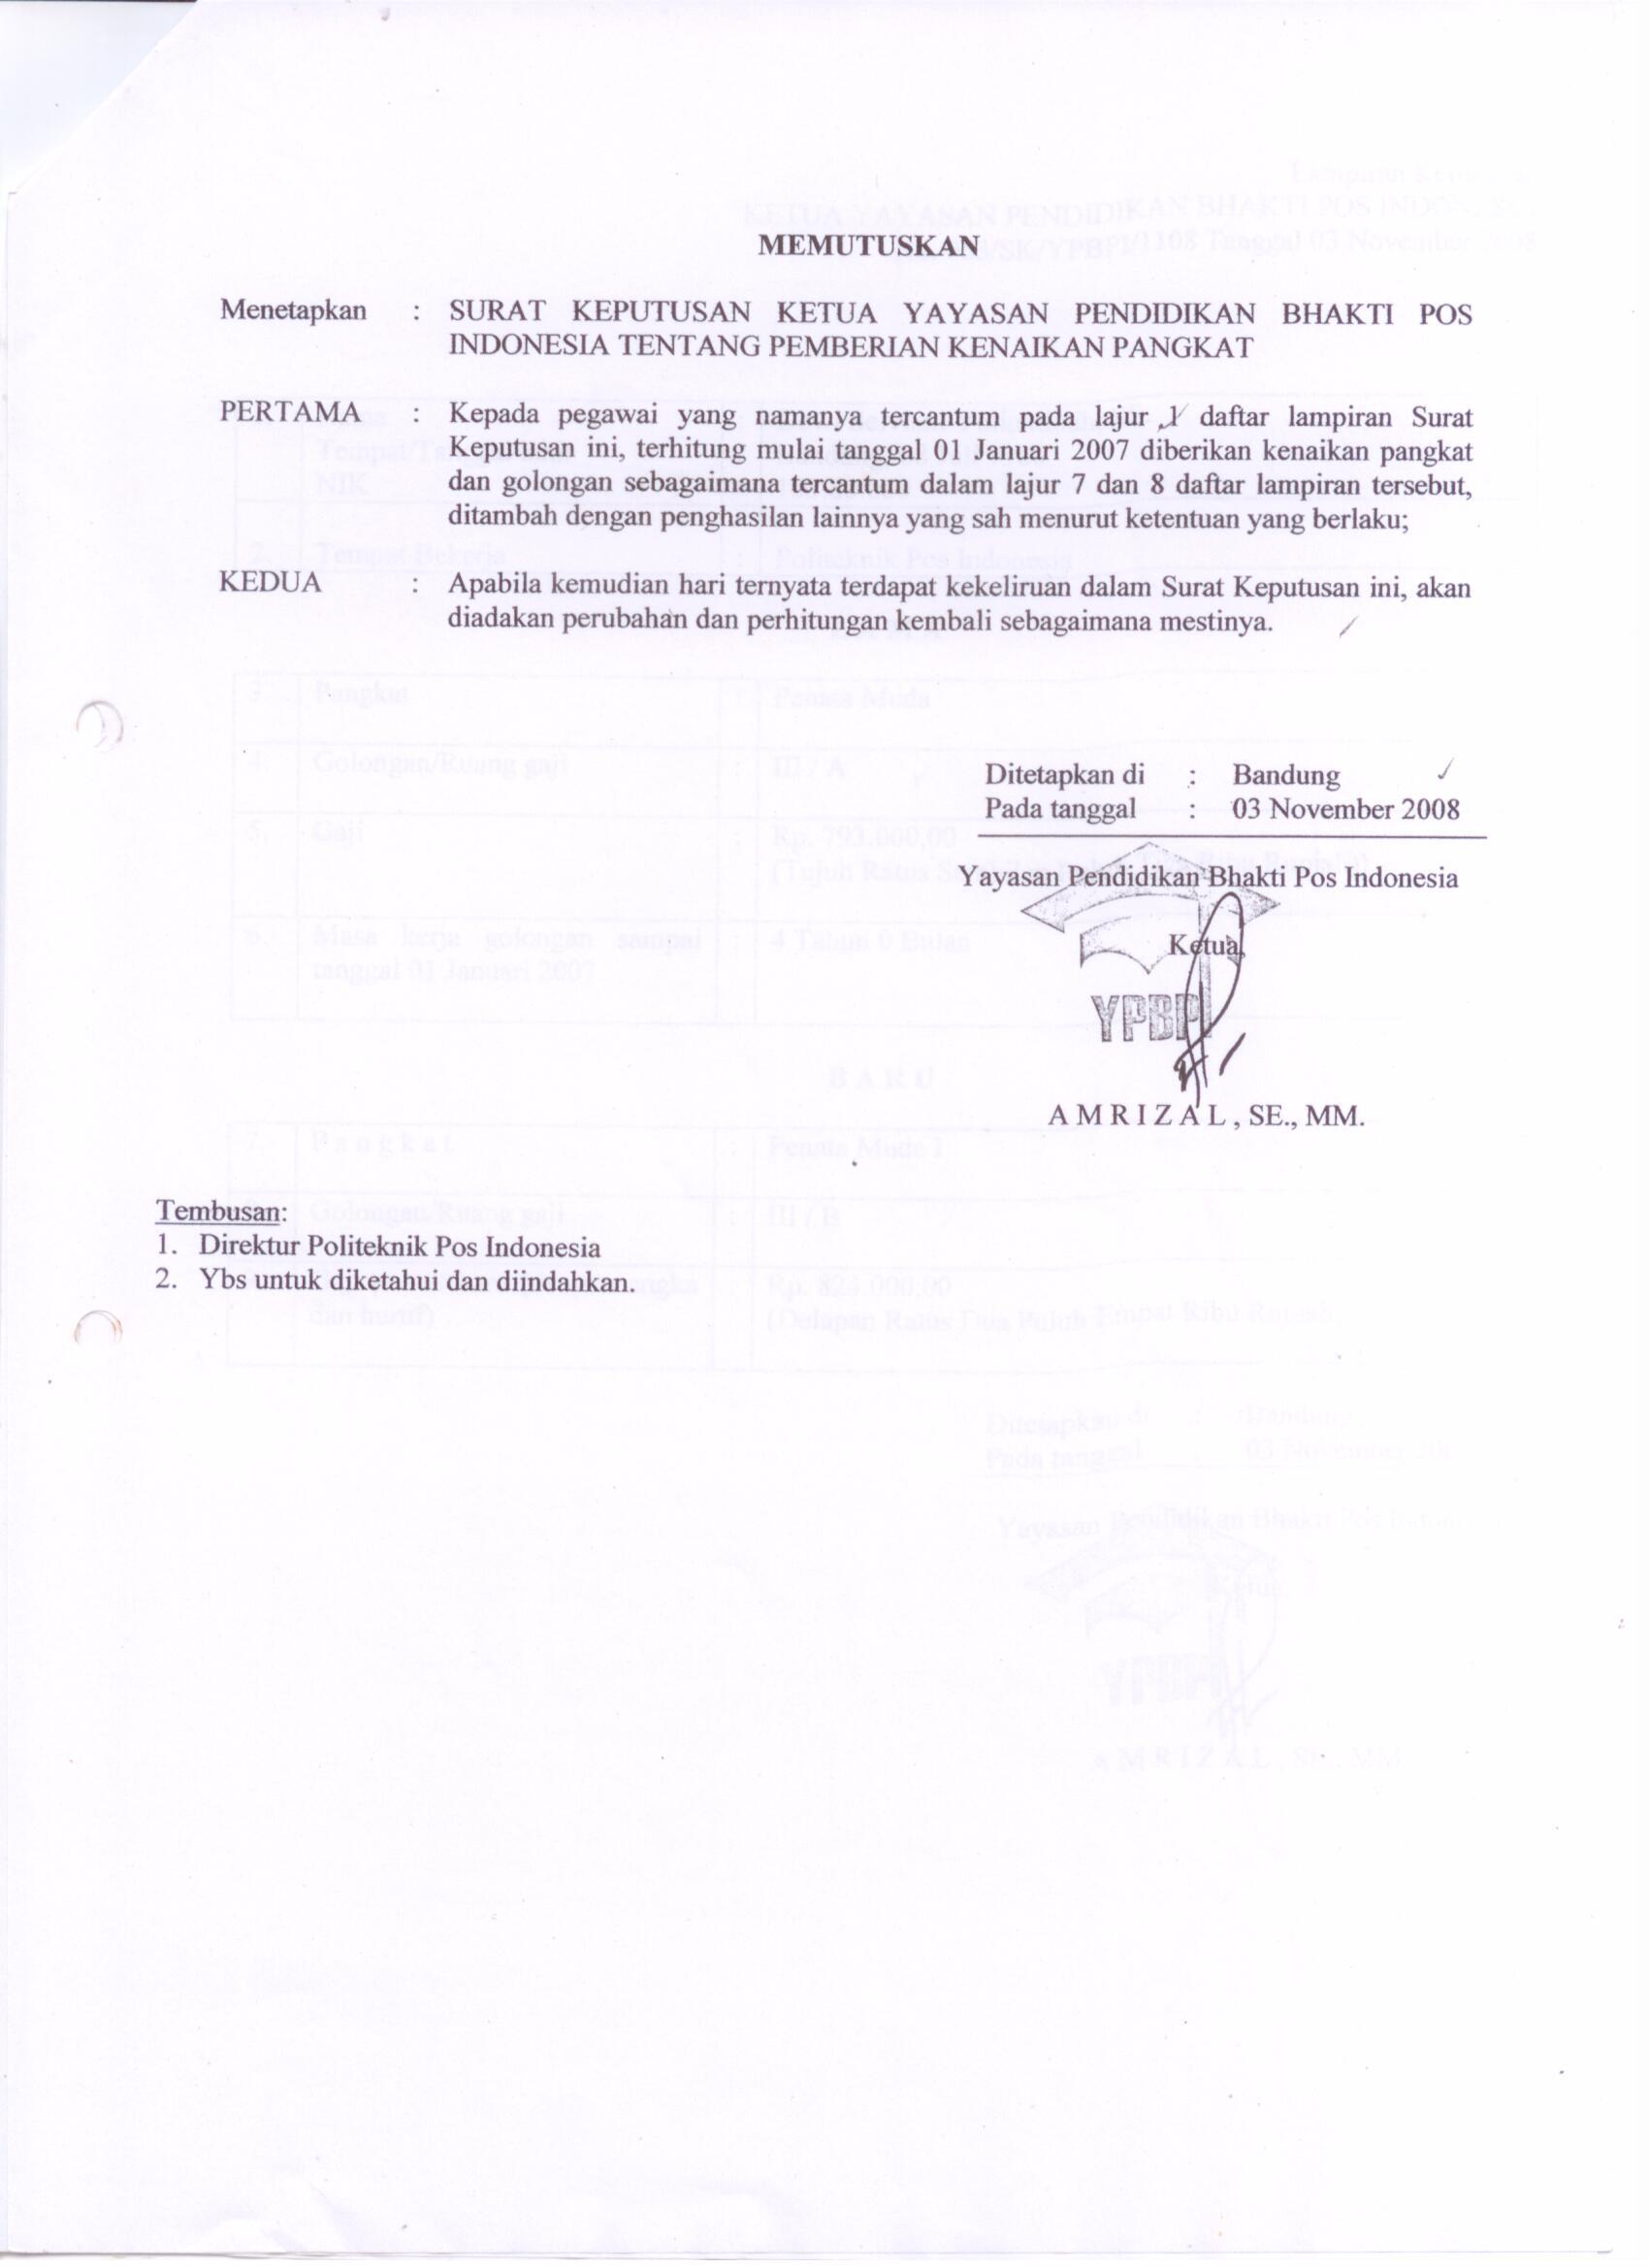 MEMUTUSKAN
Menetapkan : SURAT KEPUTUSAN KETUA YAYASAN PENDIDIKAN BHAKTI POS
INDONESIA TENTANG PEMBERIAN KENAIKAN PANGKAT
PERTAMA : Kepada pegawai yang namanya tercantum pada lajur 1 daftar lampiran Surat
Keputusan ini, terhitung mulai tanggal 01 Januari 2007 diberikan kenaikan pangkat
dan golongan sebagaimana tercantum dalam lajur 7 dan 8 daftar lampiran tersebut,
ditambah dengan penghasilan lainnya yang sah menurut ketentuan yang berlaku;
KEDUA : Apabila kemudian hari ternyata terdapat kekeliruan dalam Surat Keputusan ini, akan
diadakan perubahan dan perhitungan kembali sebagaimana mestinya.
Ditetapkan di : Bandung
Pada tanggal : 03 November 2008
Yayasan Pendidikan Bhakti Pos Indonesia
Ketua,
YPBPI
A M R I Z A L , SE., MM.
Tembusan:
1. Direktur Politeknik Pos Indonesia
2. Ybs untuk diketahui dan diindahkan.